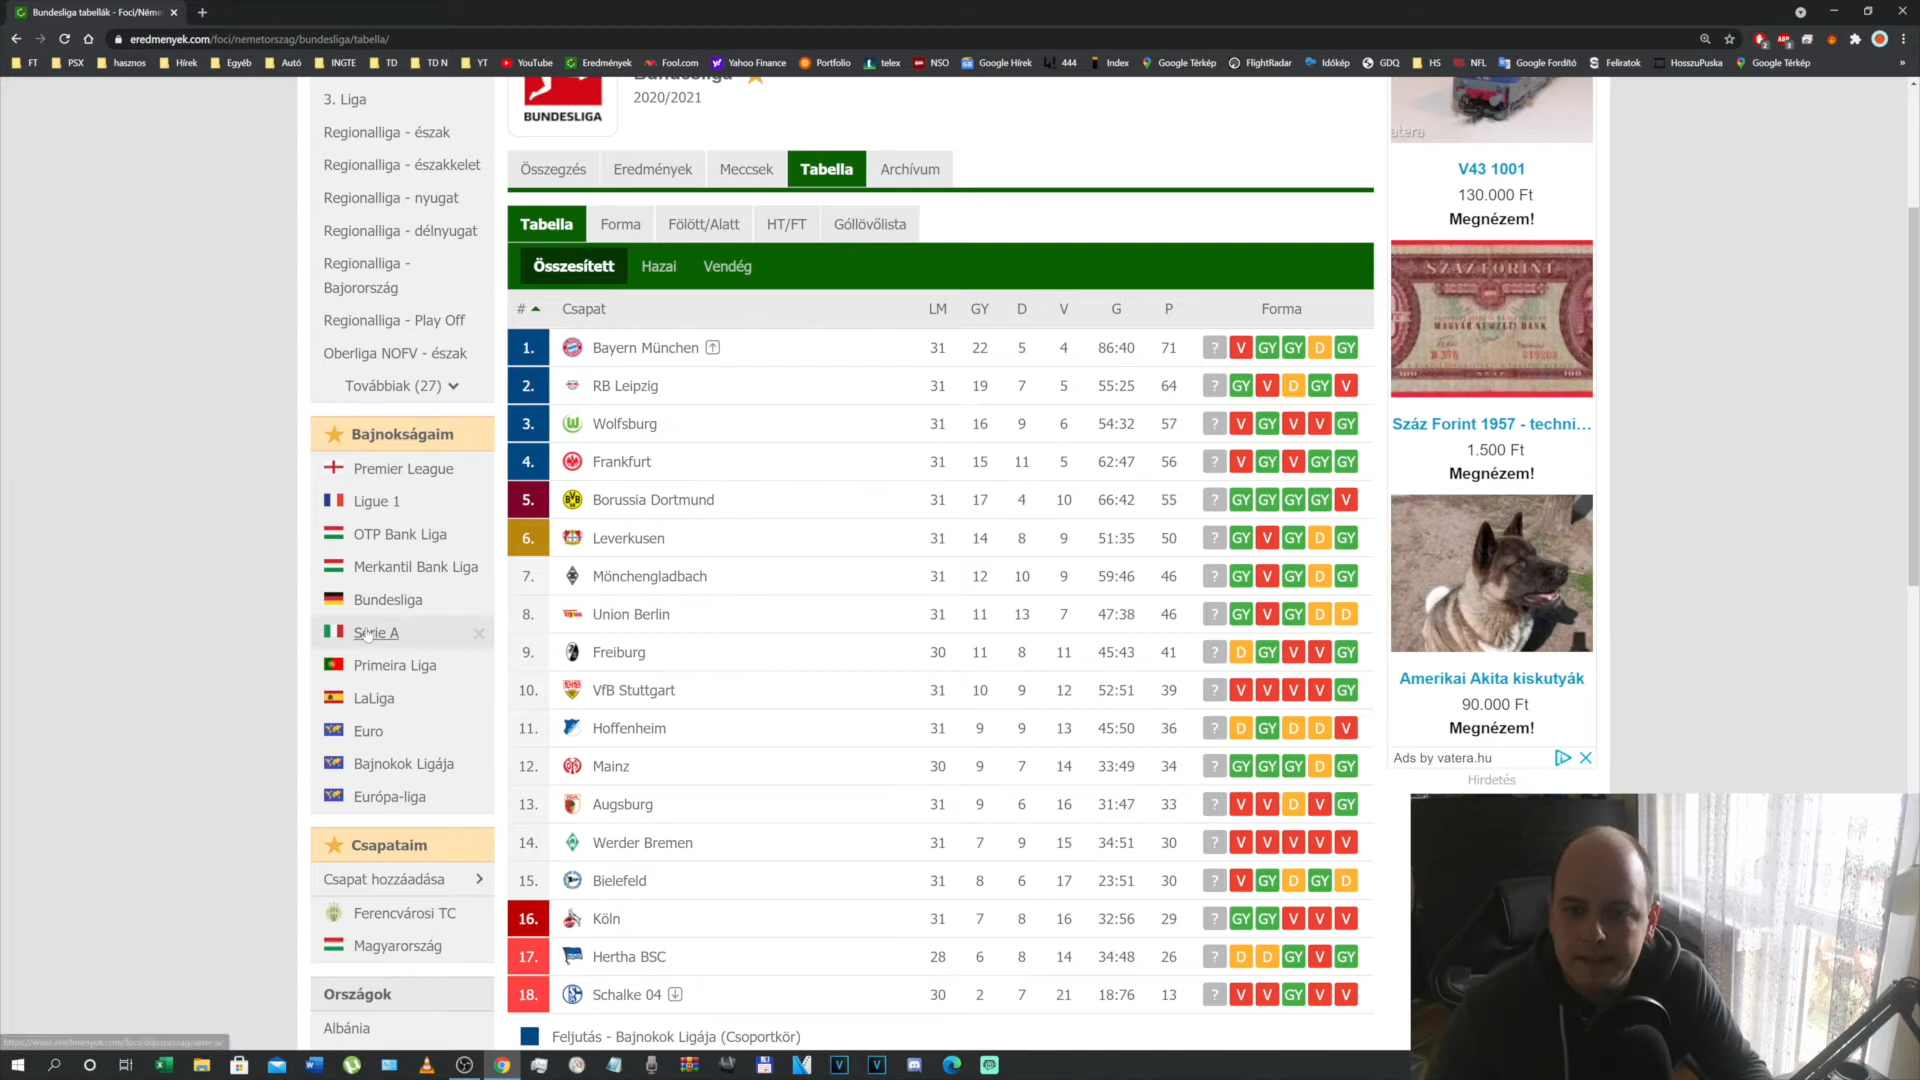 Bundesliga tabellák - Foci/Néme
eredmenyek.com/foci/nemetorszag/bundesliga/tabella/
FT PSX hasznos Hírek Egyéb Autó INGTE TD TD N YT YouTube Eredmények Fool.com Yahoo Finance Portfolio telex NSO Google Hírek 444 Index Google Térkép FlightRadar Időkép GDQ HS NFL Google Fordító Feliratok HosszuPuska Google Térkép »
3. Liga
Regionalliga - észak
Regionalliga - északkelet
Regionalliga - nyugat
Regionalliga - délnyugat
Regionalliga -
Bajorország
Regionalliga - Play Off
Oberliga NOFV - észak
Továbbiak (27)
Bajnokságaim
Premier League
Ligue 1
OTP Bank Liga
Merkantil Bank Liga
Bundesliga
Serie A
Primeira Liga
LaLiga
Euro
Bajnokok Ligája
Európa-liga
Csapataim
Csapat hozzáadása
Ferencvárosi TC
Magyarország
Országok
Albánia
BUNDESLIGA
Bundesliga
2020/2021
Összegzés Eredmények Meccsek Tabella Archívum
Tabella Forma Fölött/Alatt HT/FT Góllövőlista
Összesített Hazai Vendég
# Csapat LM GY D V G P Forma
1. Bayern München 31 22 5 4 86:40 71 ? V GY GY D GY
2. RB Leipzig 31 19 7 5 55:25 64 ? GY V D GY V
3. Wolfsburg 31 16 9 6 54:32 57 ? V GY V V GY
4. Frankfurt 31 15 11 5 62:47 56 ? V GY V GY GY
5. Borussia Dortmund 31 17 4 10 66:42 55 ? GY GY GY GY V
6. Leverkusen 31 14 8 9 51:35 50 ? GY V GY D GY
7. Mönchengladbach 31 12 10 9 59:46 46 ? GY V GY D GY
8. Union Berlin 31 11 13 7 47:38 46 ? GY V GY D D
9. Freiburg 30 11 8 11 45:43 41 ? D GY V V GY
10. VfB Stuttgart 31 10 9 12 52:51 39 ? V V V V GY
11. Hoffenheim 31 9 9 13 45:50 36 ? D GY D D V
12. Mainz 30 9 7 14 33:49 34 ? GY GY GY D GY
13. Augsburg 31 9 6 16 31:47 33 ? V V D V GY
14. Werder Bremen 31 7 9 15 34:51 30 ? V V V V V
15. Bielefeld 31 8 6 17 23:51 30 ? V GY D GY D
16. Köln 31 7 8 16 32:56 29 ? GY GY V V V
17. Hertha BSC 28 6 8 14 34:48 26 ? D D GY V GY
18. Schalke 04 30 2 7 21 18:76 13 ? V V GY V V
Feljutás - Bajnokok Ligája (Csoportkör)
vatera
V43 1001
130.000 Ft
Megnézem!
SZÁZ FORINT
MAGYAR NEMZETI BANK
B 376
100
100
Száz Forint 1957 - techni...
1.500 Ft
Megnézem!
Amerikai Akita kiskutyák
90.000 Ft
Megnézem!
Ads by vatera.hu
Hirdetés